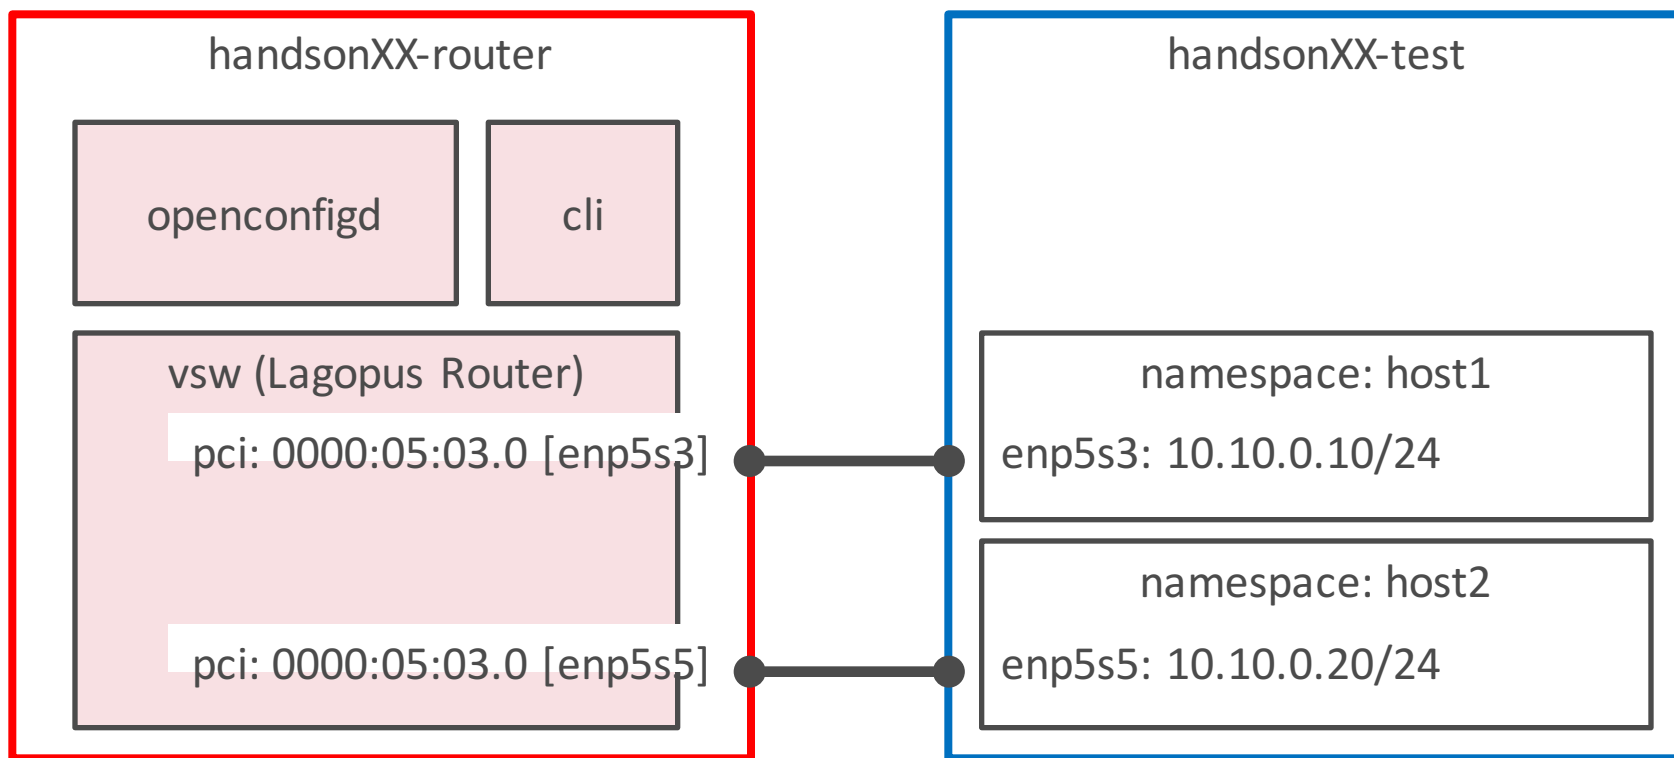 handsonXX-router
openconfigd
cli
vsw (Lagopus Router)
pci: 0000:05:03.0 [enp5s3]
pci: 0000:05:03.0 [enp5s5]
handsonXX-test
namespace: host1
enp5s3: 10.10.0.10/24
namespace: host2
enp5s5: 10.10.0.20/24